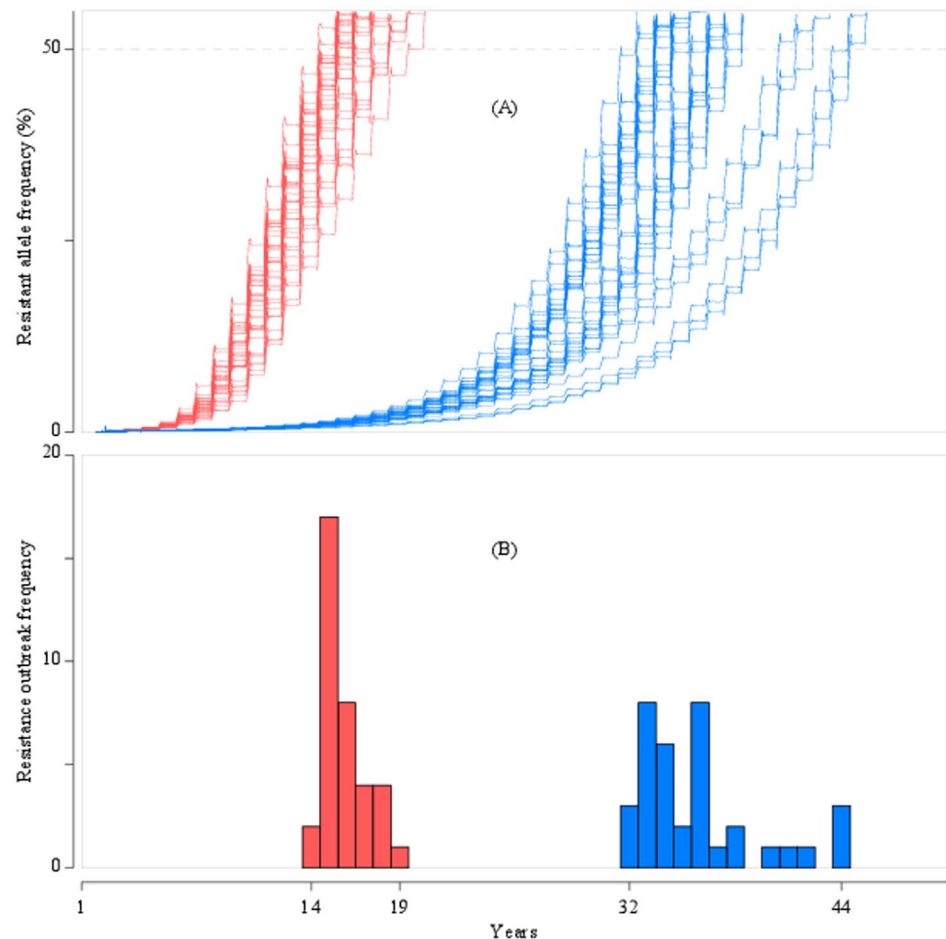 50
(A)
Resistant allele frequency (%)
0
20
(B)
Resistance outbreak frequency
10
0
1 14 19 32 44
Years